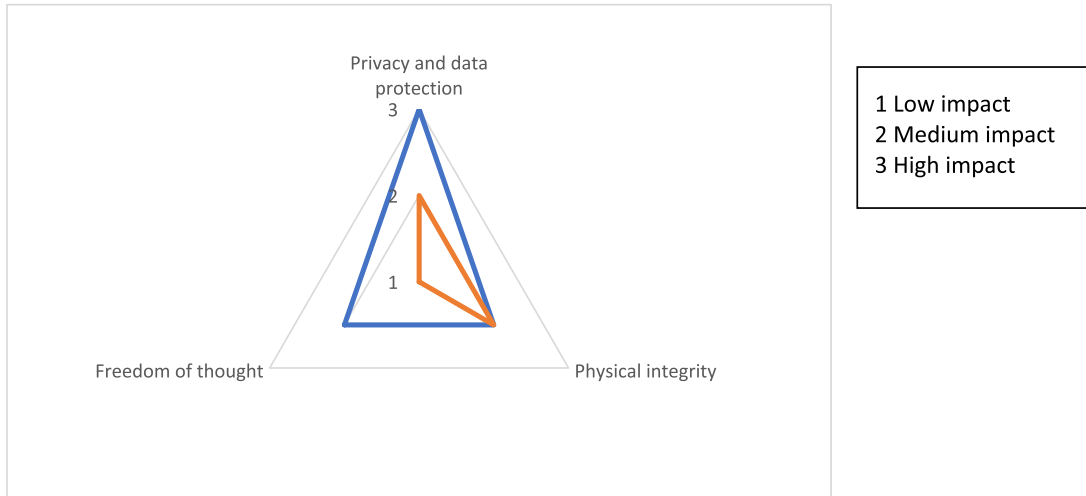 Privacy and data
protection
3
2
1
Freedom of thought
Physical integrity
1 Low impact
2 Medium impact
3 High impact